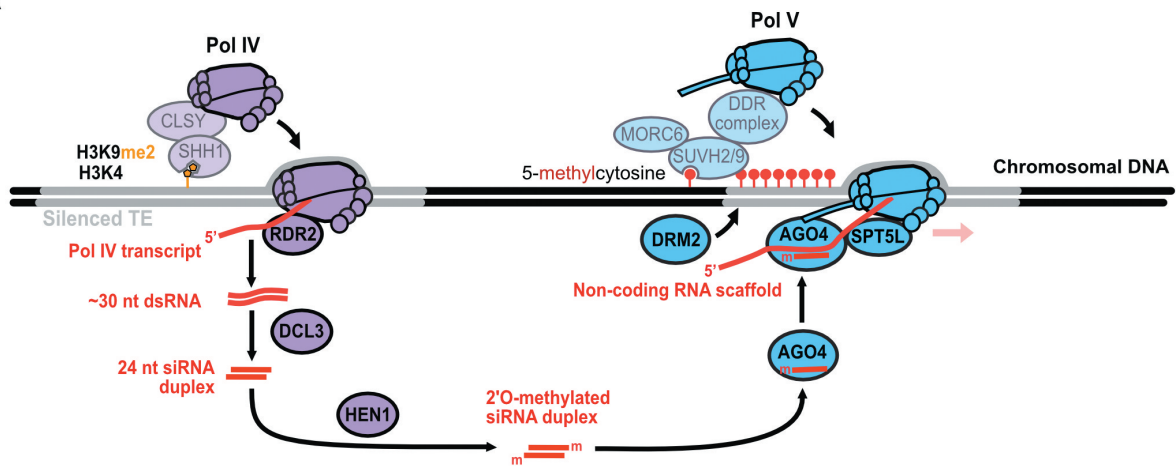 Pol IV
Pol V
CLSY
SHH1
H3K9me2
H3K4
DDR
complex
MORC6
SUVH2/9
5-methylcytosine
Chromosomal DNA
Silenced TE
5'
Pol IV transcript
RDR2
DRM2
AGO4
m
SPT5L
5'
Non-coding RNA scaffold
~30 nt dsRNA
DCL3
24 nt siRNA
duplex
AGO4
m
HEN1
2'O-methylated
siRNA duplex
m
m